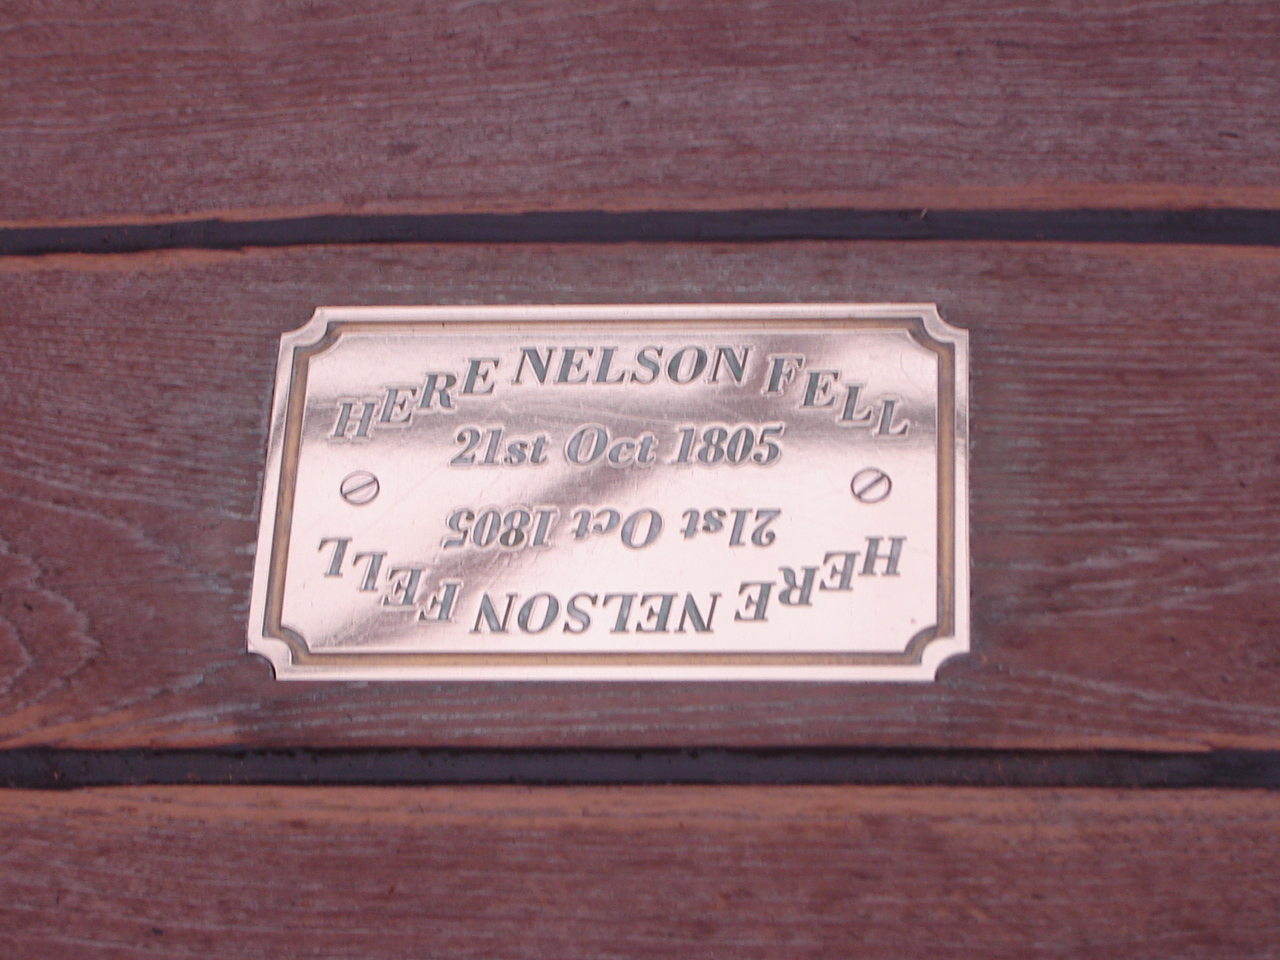 HERE NELSON FELL
21st Oct 1805
21st Oct 1805
HERE NELSON FELL